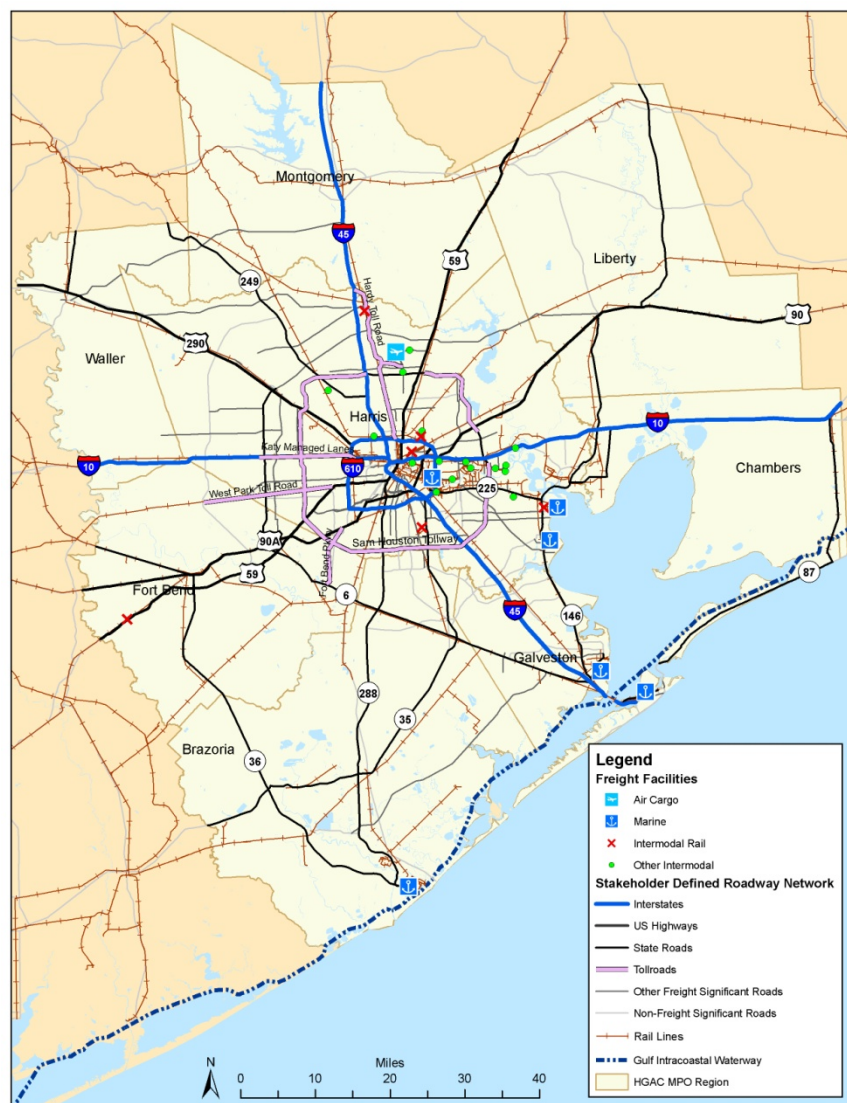 Montgomery
45
59
Liberty
249
Hardy Toll Road
90
290
Waller
Harris
10
Katy Managed Lane
10
610
Chambers
West Park Toll Road
225
90A
Sam Houston Tollway
Fort Bend Pkwy
59
Fort Bend
87
6
45
146
Galveston
288
35
Brazoria
36
Legend
Freight Facilities
Air Cargo
Marine
Intermodal Rail
Other Intermodal
Stakeholder Defined Roadway Network
Interstates
US Highways
State Roads
Tollroads
Other Freight Significant Roads
Non-Freight Significant Roads
Rail Lines
Gulf Intracoastal Waterway
HGAC MPO Region
N
Miles
0 10 20 30 40